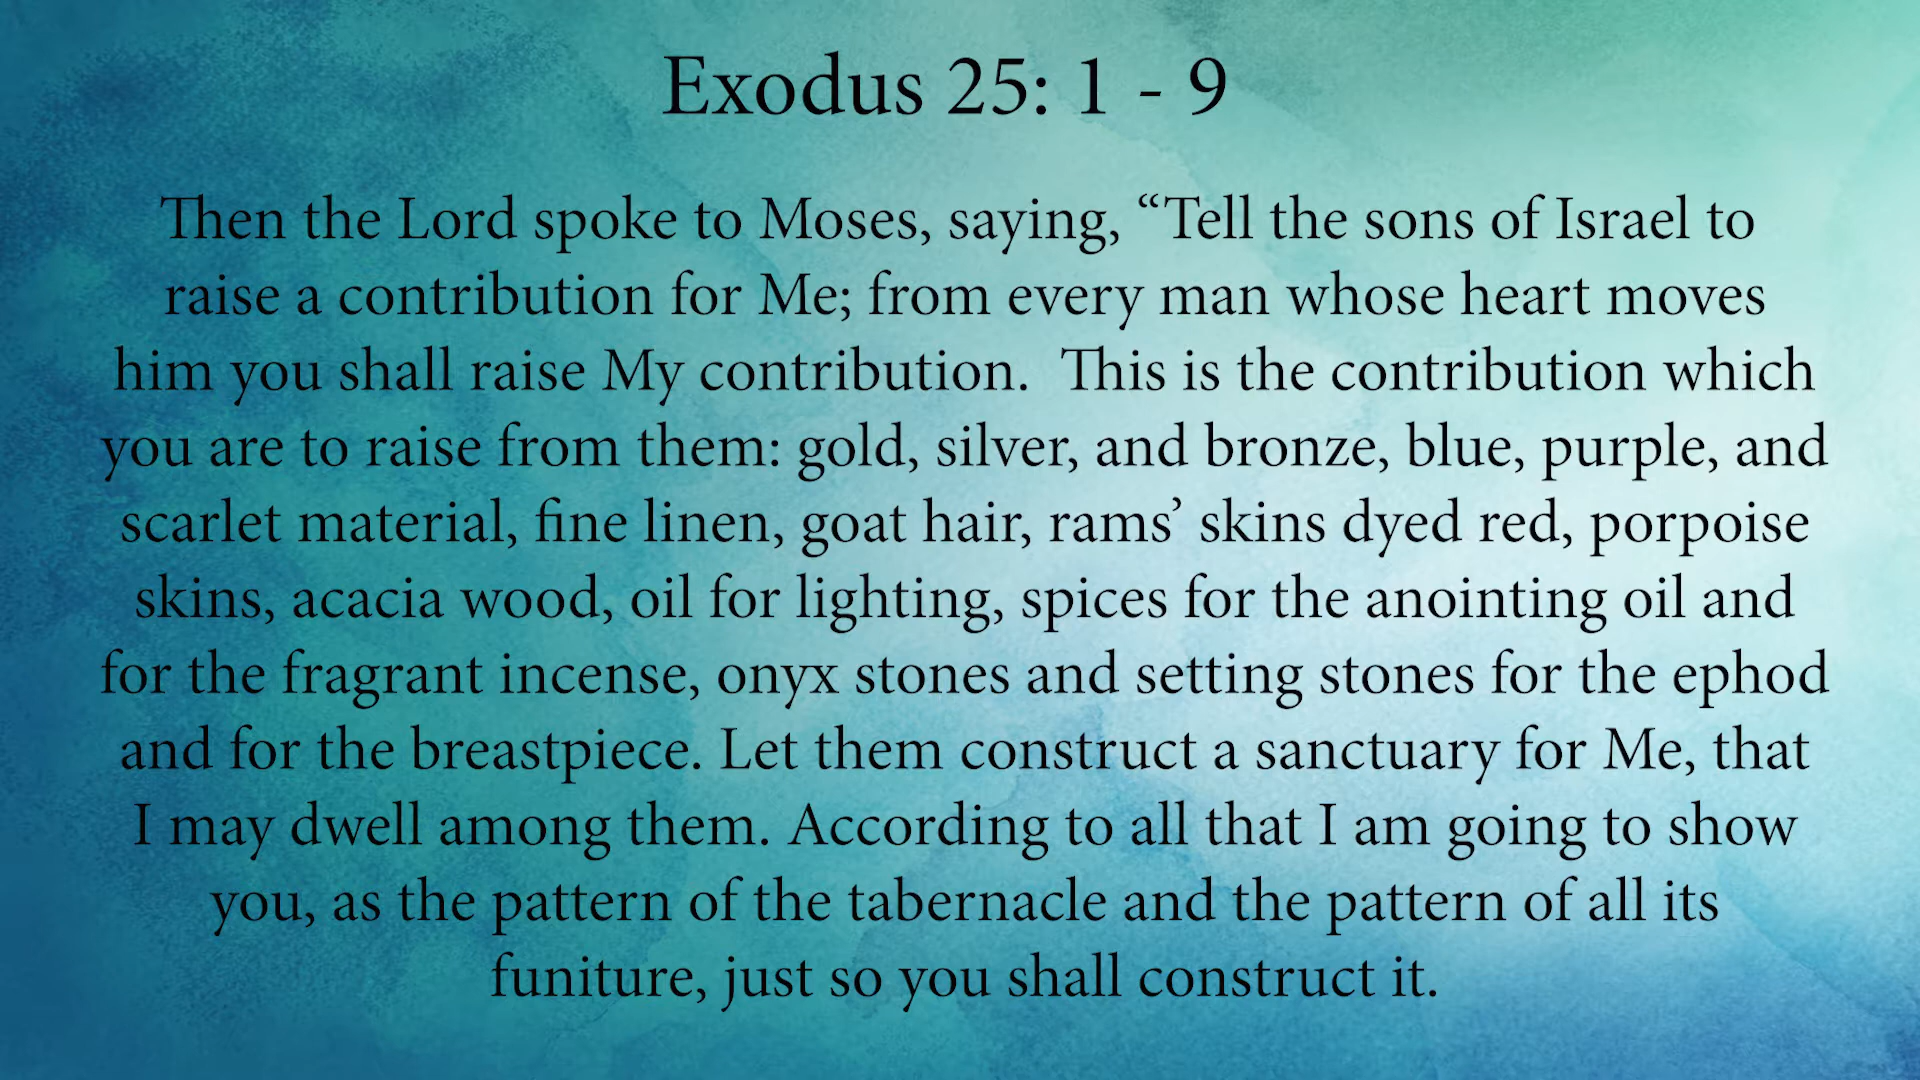 Exodus 25: 1 - 9
Then the Lord spoke to Moses, saying, “Tell the sons of Israel to
raise a contribution for Me; from every man whose heart moves
him you shall raise My contribution.  This is the contribution which
you are to raise from them: gold, silver, and bronze, blue, purple, and
scarlet material, fine linen, goat hair, rams’ skins dyed red, porpoise
skins, acacia wood, oil for lighting, spices for the anointing oil and
for the fragrant incense, onyx stones and setting stones for the ephod
and for the breastpiece. Let them construct a sanctuary for Me, that
I may dwell among them. According to all that I am going to show
you, as the pattern of the tabernacle and the pattern of all its
funiture, just so you shall construct it.